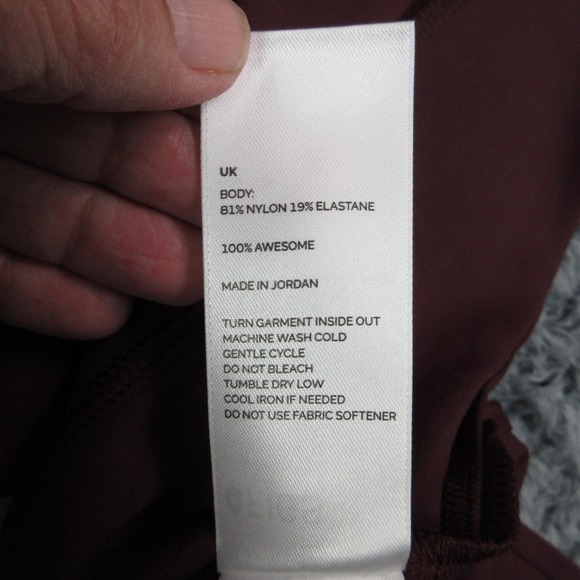 UK
BODY:
81% NYLON 19% ELASTANE
100% AWESOME
MADE IN JORDAN
TURN GARMENT INSIDE OUT
MACHINE WASH COLD
GENTLE CYCLE
DO NOT BLEACH
TUMBLE DRY LOW
COOL IRON IF NEEDED
DO NOT USE FABRIC SOFTENER